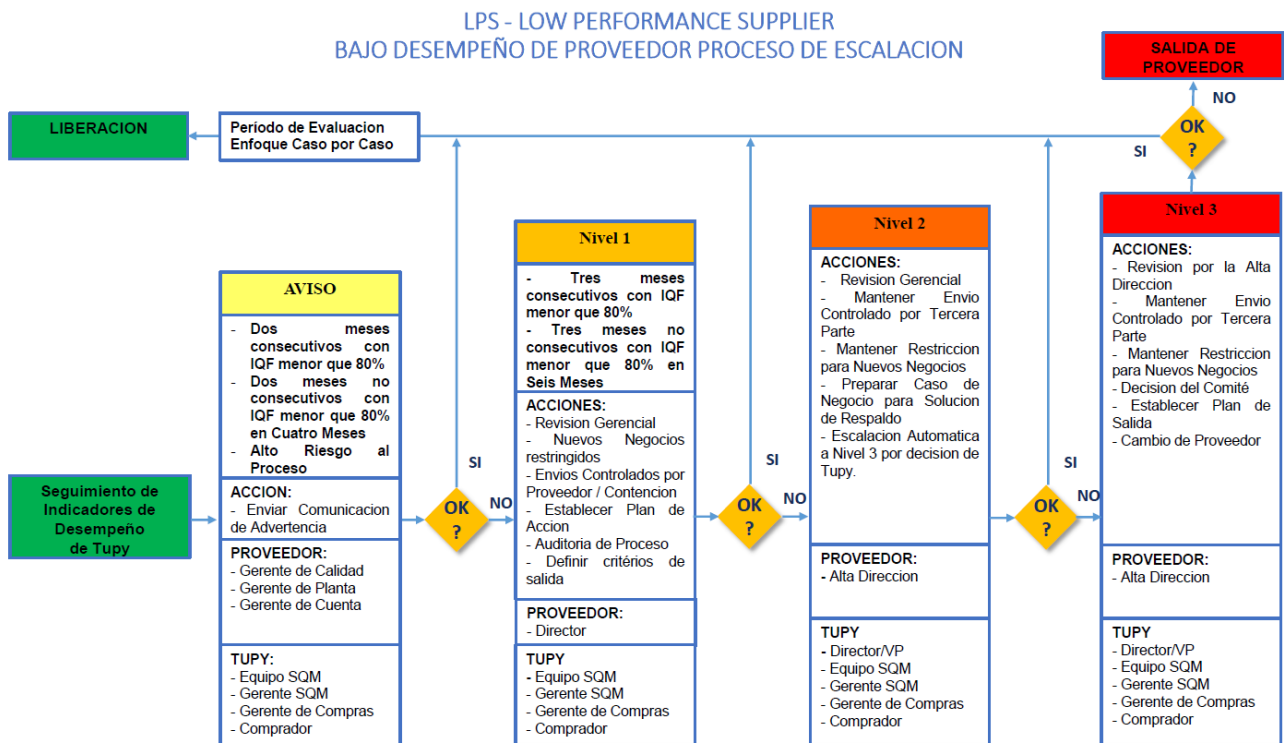 LPS - LOW PERFORMANCE SUPPLIER
BAJO DESEMPEÑO DE PROVEEDOR PROCESO DE ESCALACION
SALIDA DE
PROVEEDOR
NO
OK
?
SI
LIBERACION
Período de Evaluacion
Enfoque Caso por Caso
Seguimiento de
Indicadores de
Desempeño
de Tupy
AVISO
- Dos meses
consecutivos con
IQF menor que 80%
- Dos meses no
consecutivos con
IQF menor que 80%
en Cuatro Meses
- Alto Riesgo al
Proceso
ACCION:
- Enviar Comunicacion
de Advertencia
PROVEEDOR:
- Gerente de Calidad
- Gerente de Planta
- Gerente de Cuenta
TUPY:
- Equipo SQM
- Gerente SQM
- Gerente de Compras
- Comprador
SI
OK
?
NO
Nivel 1
- Tres meses
consecutivos con IQF
menor que 80%
- Tres meses no
consecutivos con IQF
menor que 80% en
Seis Meses
ACCIONES:
- Revision Gerencial
- Nuevos Negocios
restringidos
- Envios Controlados por
Proveedor / Contencion
- Establecer Plan de
Accion
- Auditoria de Proceso
- Definir critérios de
salida
PROVEEDOR:
- Director
TUPY
- Equipo SQM
- Gerente SQM
- Gerente de Compras
- Comprador
SI
OK
?
NO
Nivel 2
ACCIONES:
- Revision Gerencial
- Mantener Envio
Controlado por Tercera
Parte
- Mantener Restriccion
para Nuevos Negocios
- Preparar Caso de
Negocio para Solucion
de Respaldo
- Escalacion Automatica
a Nivel 3 por decision de
Tupy.
PROVEEDOR:
- Alta Direccion
TUPY
- Director/VP
- Equipo SQM
- Gerente SQM
- Gerente de Compras
- Comprador
SI
OK
?
NO
Nivel 3
ACCIONES:
- Revision por la Alta
Direccion
- Mantener Envio
Controlado por Tercera
Parte
- Mantener Restriccion
para Nuevos Negocios
- Decision del Comité
- Establecer Plan de
Salida
- Cambio de Proveedor
PROVEEDOR:
- Alta Direccion
TUPY
- Director/VP
- Equipo SQM
- Gerente SQM
- Gerente de Compras
- Comprador